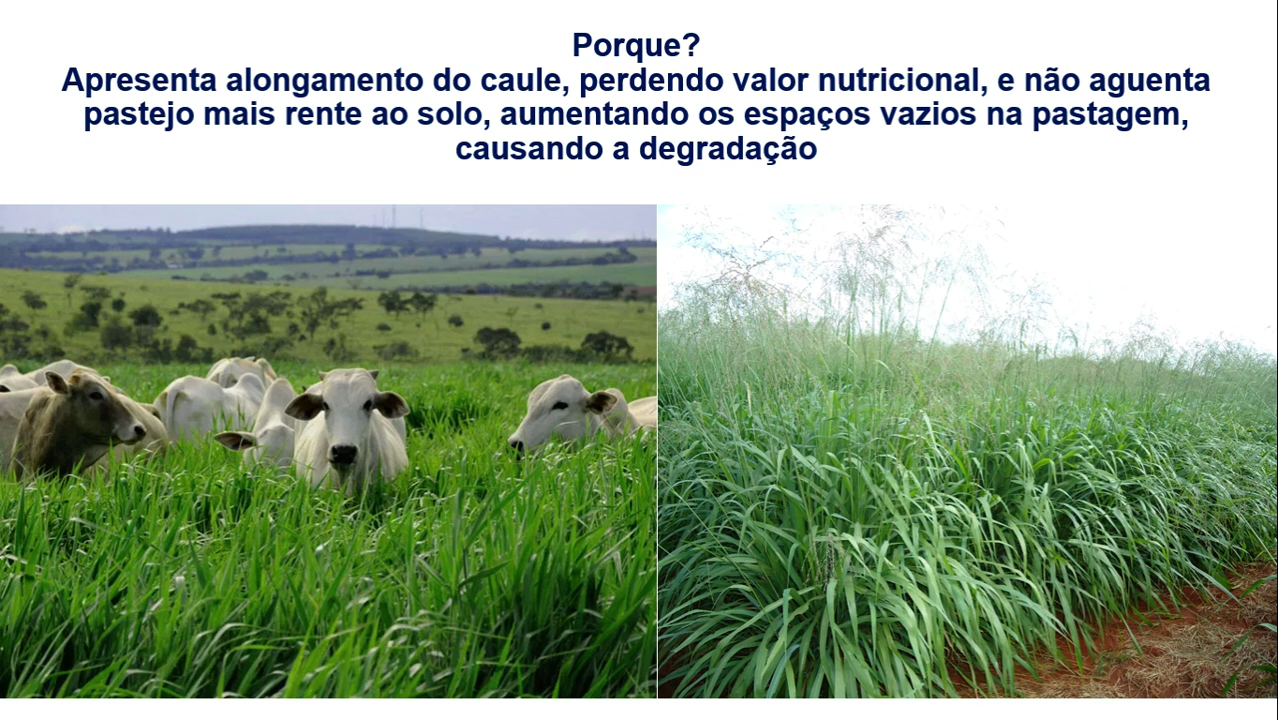 Porque?
Apresenta alongamento do caule, perdendo valor nutricional, e não aguenta
pastejo mais rente ao solo, aumentando os espaços vazios na pastagem,
causando a degradação